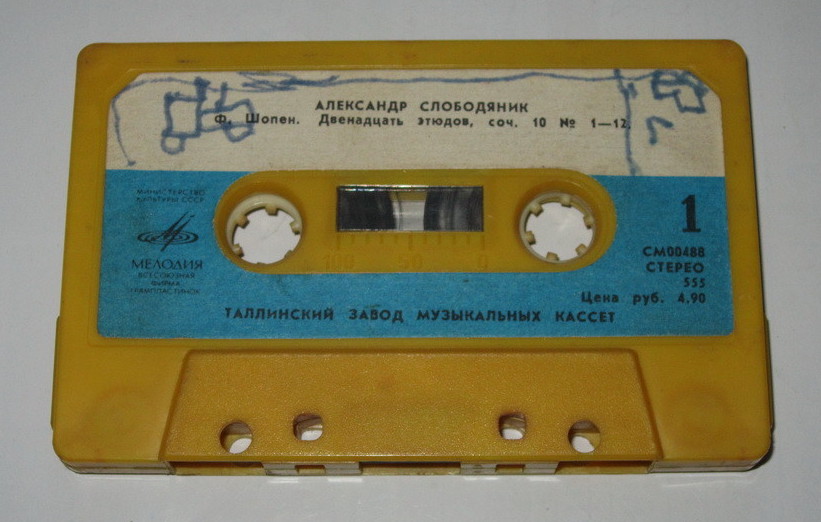 АЛЕКСАНДР СЛОБОДЯНИК
Ф. Шопен. Двенадцать этюдов, соч. 10 № 1—12.
МИНИСТЕРСТВО
КУЛЬТУРЫ СССР
МЕЛОДИЯ
ВСЕСОЮЗНАЯ
ФИРМА
ГРАМПЛАСТИНОК
100 50 0
1
СМ00488
СТЕРЕО
555
Цена руб. 4.90
ТАЛЛИНСКИЙ ЗАВОД МУЗЫКАЛЬНЫХ КАССЕТ